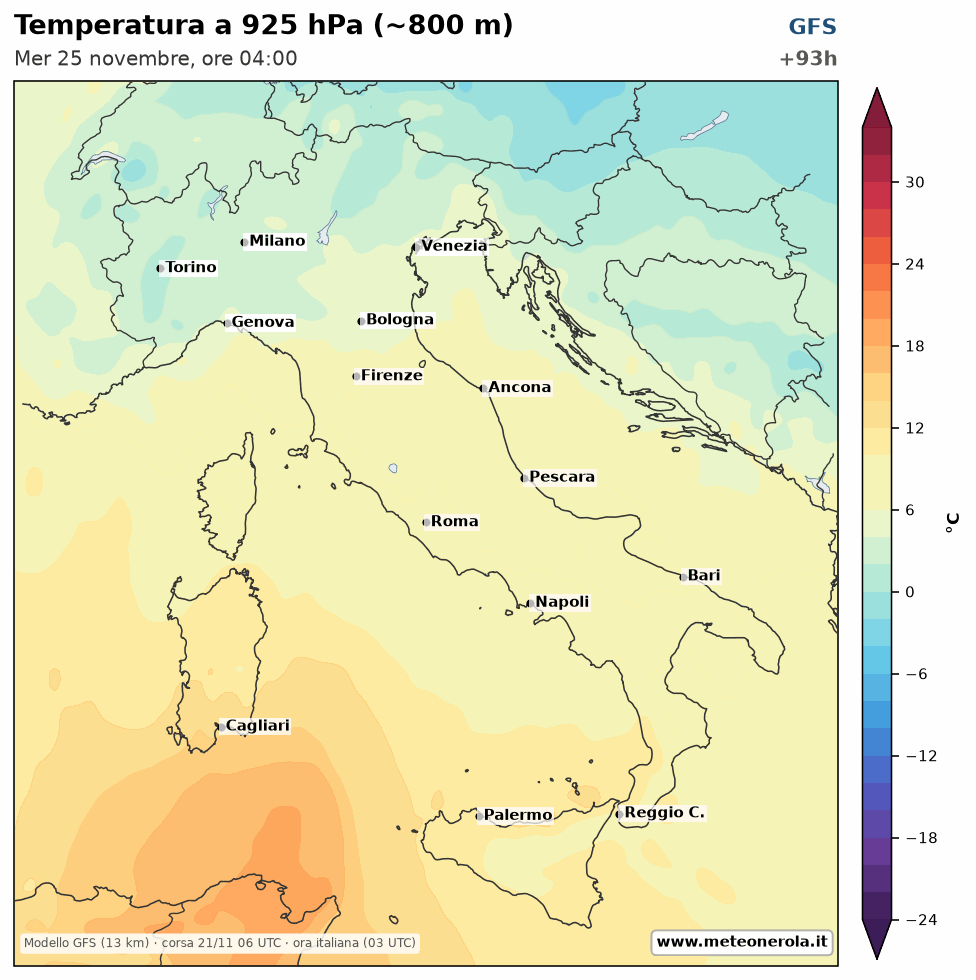 Temperatura a 925 hPa (~800 m)
GFS
Mer 25 novembre, ore 04:00
+93h
Milano
Venezia
Torino
Genova
Bologna
Firenze
Ancona
Pescara
Roma
Bari
Napoli
Cagliari
Palermo
Reggio C.
30
24
18
12
6
0
−6
−12
−18
−24
°C
Modello GFS (13 km) · corsa 21/11 06 UTC · ora italiana (03 UTC)
www.meteonerola.it